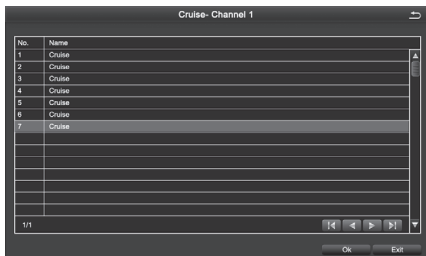 Cruise- Channel 1
No. Name
1 Cruise
2 Cruise
3 Cruise
4 Cruise
5 Cruise
6 Cruise
7 Cruise
1/1
Ok Exit